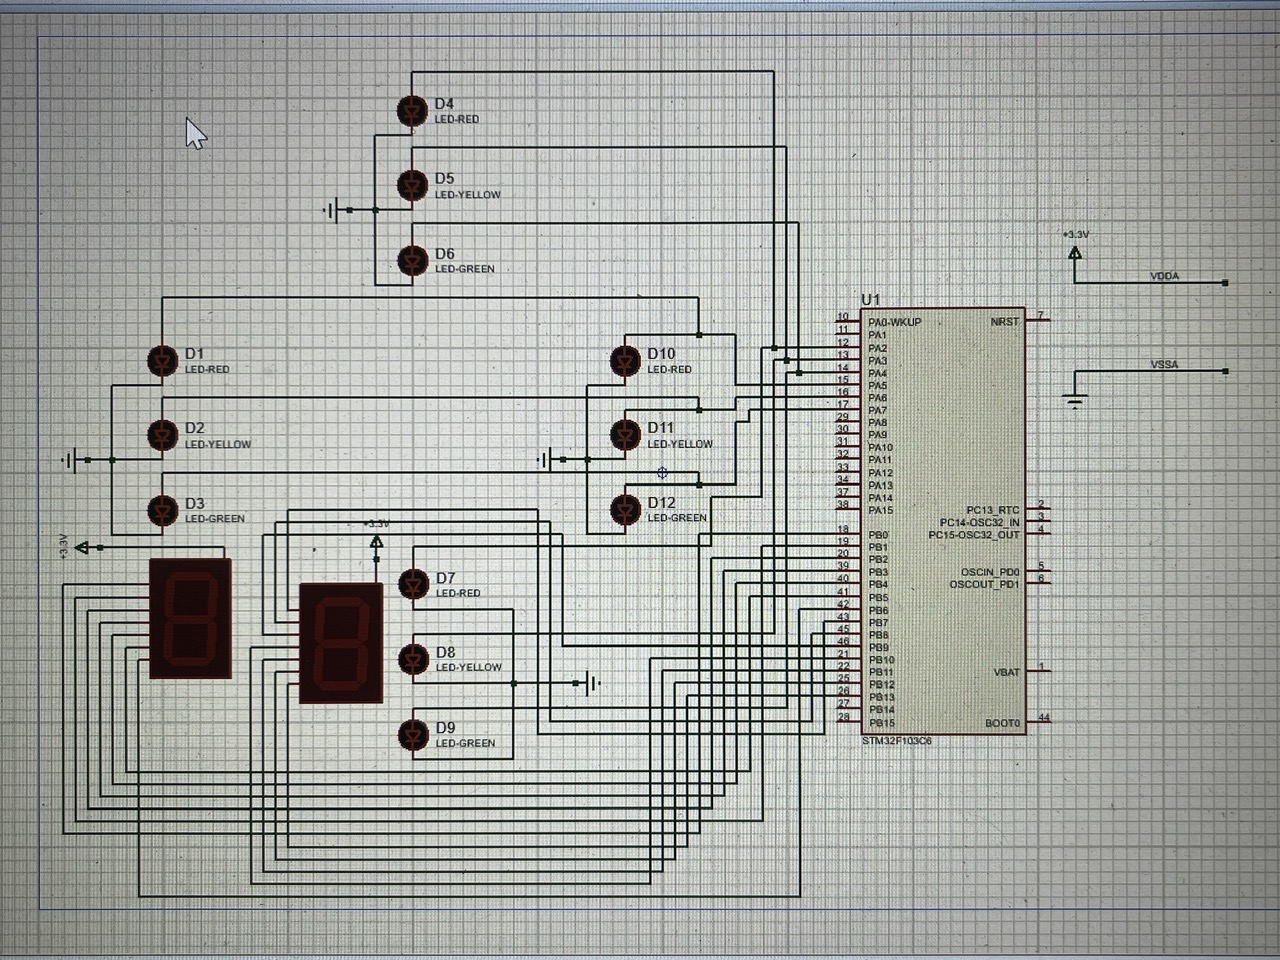 D4
LED-RED
D5
LED-YELLOW
D6
LED-GREEN
+3.3V
VDDA
VSSA
D1
LED-RED
D2
LED-YELLOW
D3
LED-GREEN
D10
LED-RED
D11
LED-YELLOW
D12
LED-GREEN
+3.3V
+3.3V
D7
LED-RED
D8
LED-YELLOW
D9
LED-GREEN
U1
10 PA0-WKUP
11 PA1
12 PA2
13 PA3
14 PA4
15 PA5
16 PA6
17 PA7
29 PA8
30 PA9
31 PA10
32 PA11
33 PA12
34 PA13
37 PA14
38 PA15
18 PB0
19 PB1
20 PB2
39 PB3
40 PB4
41 PB5
42 PB6
43 PB7
45 PB8
46 PB9
21 PB10
22 PB11
25 PB12
26 PB13
27 PB14
28 PB15
NRST 7
PC13_RTC 2
PC14-OSC32_IN 3
PC15-OSC32_OUT 4
OSCIN_PD0 5
OSCOUT_PD1 6
VBAT 1
BOOT0 44
STM32F103C6